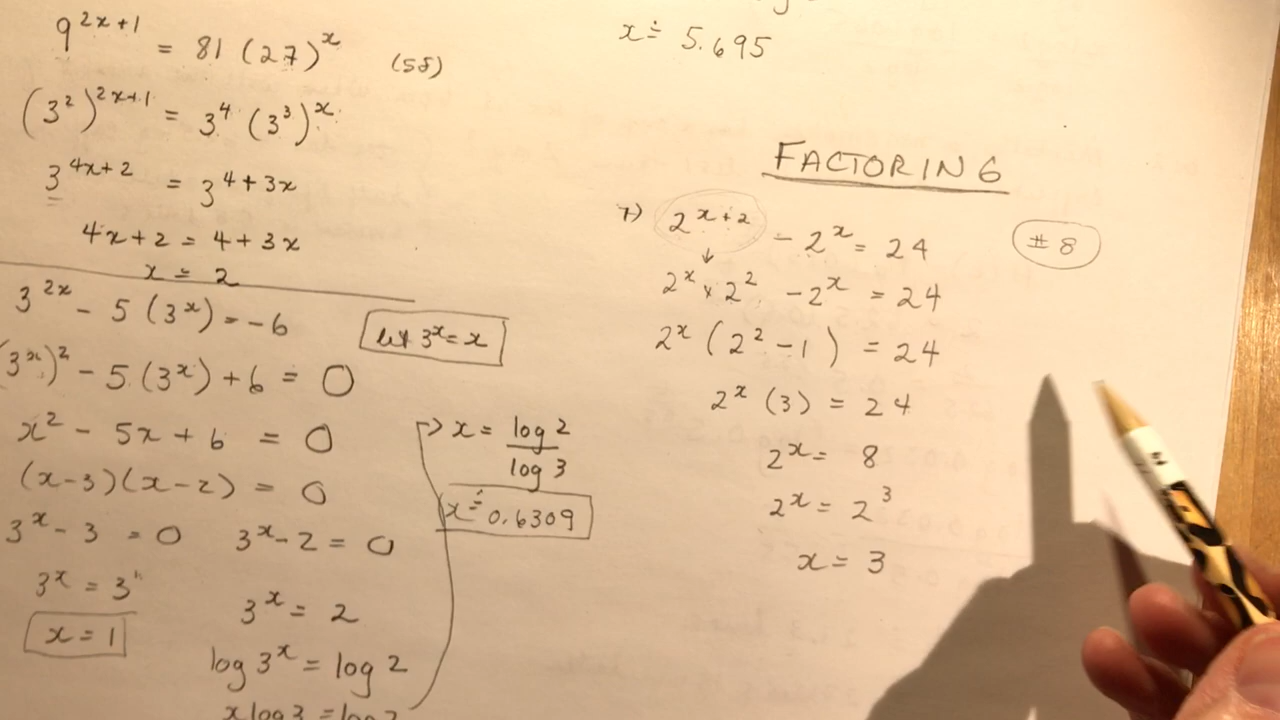 9^{2x+1} = 81 (27)^x (58)
(3^2)^{2x+1} = 3^4 (3^3)^x
3^{4x+2} = 3^{4+3x}
4x+2 = 4+3x
x = 2
3^{2x} - 5(3^x) = -6
let 3^x = x
(3^x)^2 - 5(3^x) + 6 = 0
x^2 - 5x + 6 = 0
(x-3)(x-2) = 0
3^x - 3 = 0 3^x - 2 = 0
3^x = 3^1
x = 1
3^x = 2
log 3^x = log 2
x log 3 = log 2
x = log 2 / log 3
x ≐ 0.6309
x ≐ 5.695
FACTORING
7) 2^{x+2} - 2^x = 24
# 8
2^x × 2^2 - 2^x = 24
2^x (2^2 - 1) = 24
2^x (3) = 24
2^x = 8
2^x = 2^3
x = 3